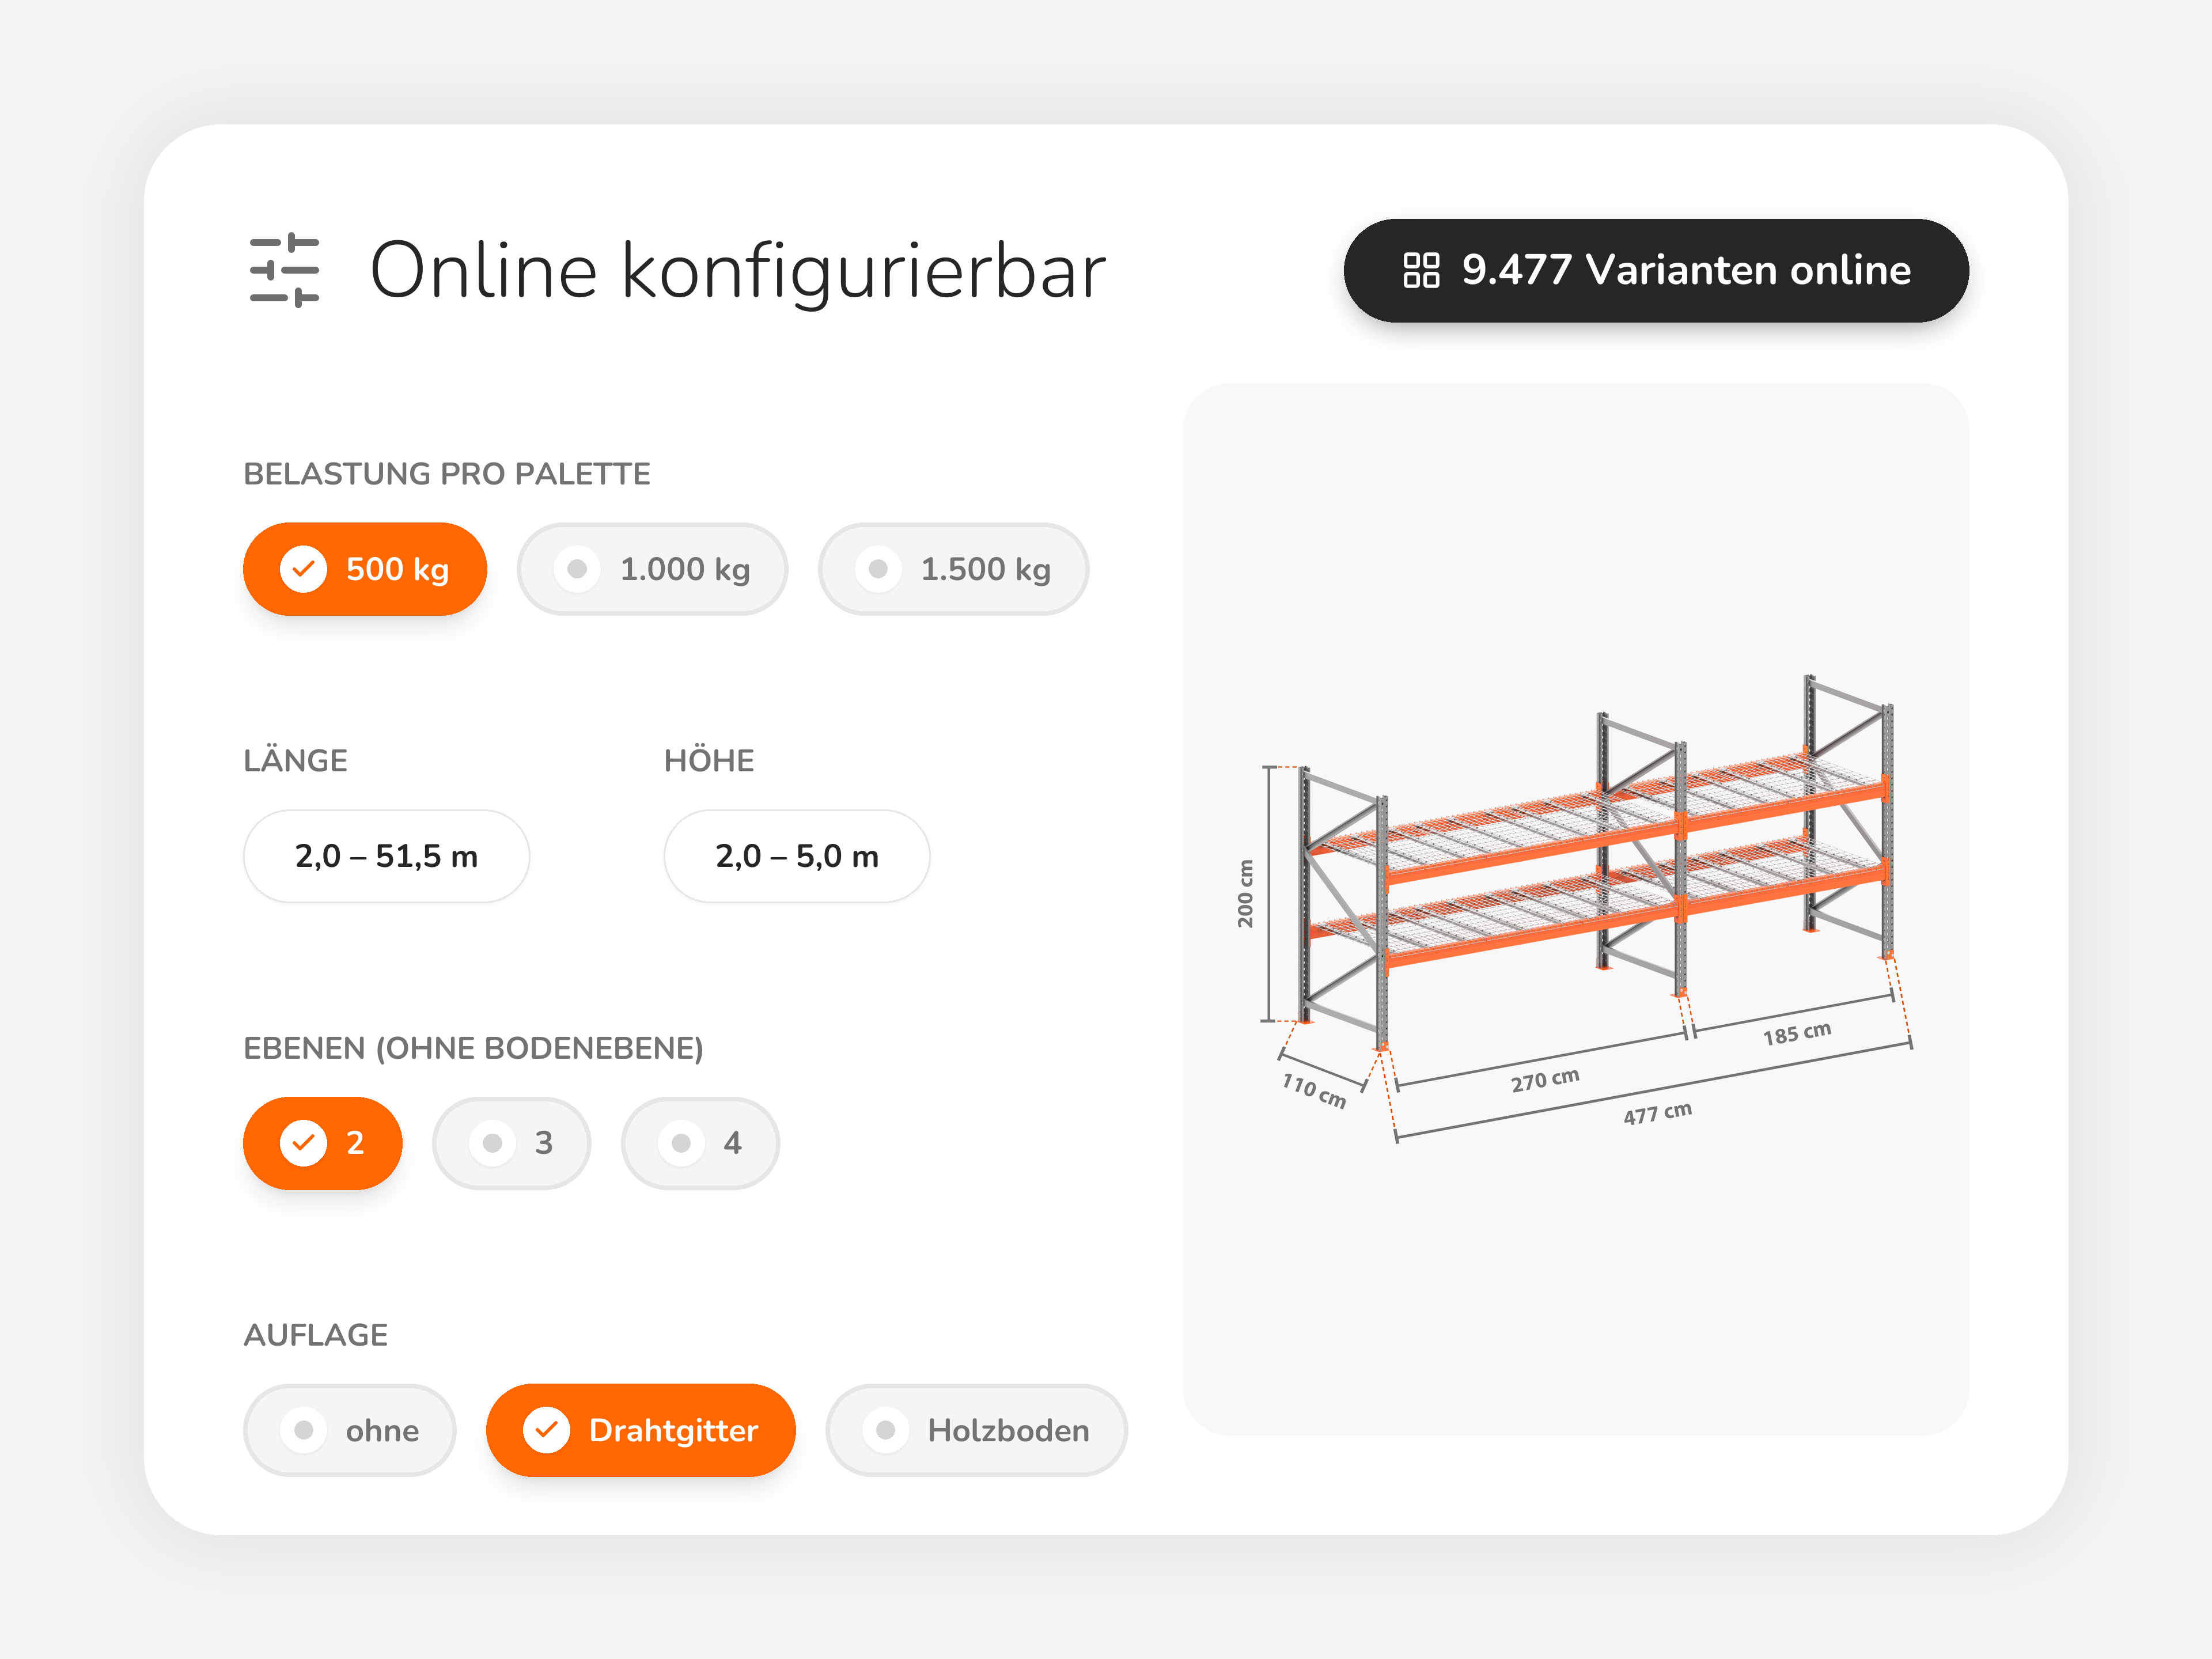 Online konfigurierbar
9.477 Varianten online
BELASTUNG PRO PALETTE
500 kg
1.000 kg
1.500 kg
LÄNGE
HÖHE
2,0 – 51,5 m
2,0 – 5,0 m
EBENEN (OHNE BODENEBENE)
2
3
4
AUFLAGE
ohne
Drahtgitter
Holzboden
200 cm
110 cm
270 cm
185 cm
477 cm